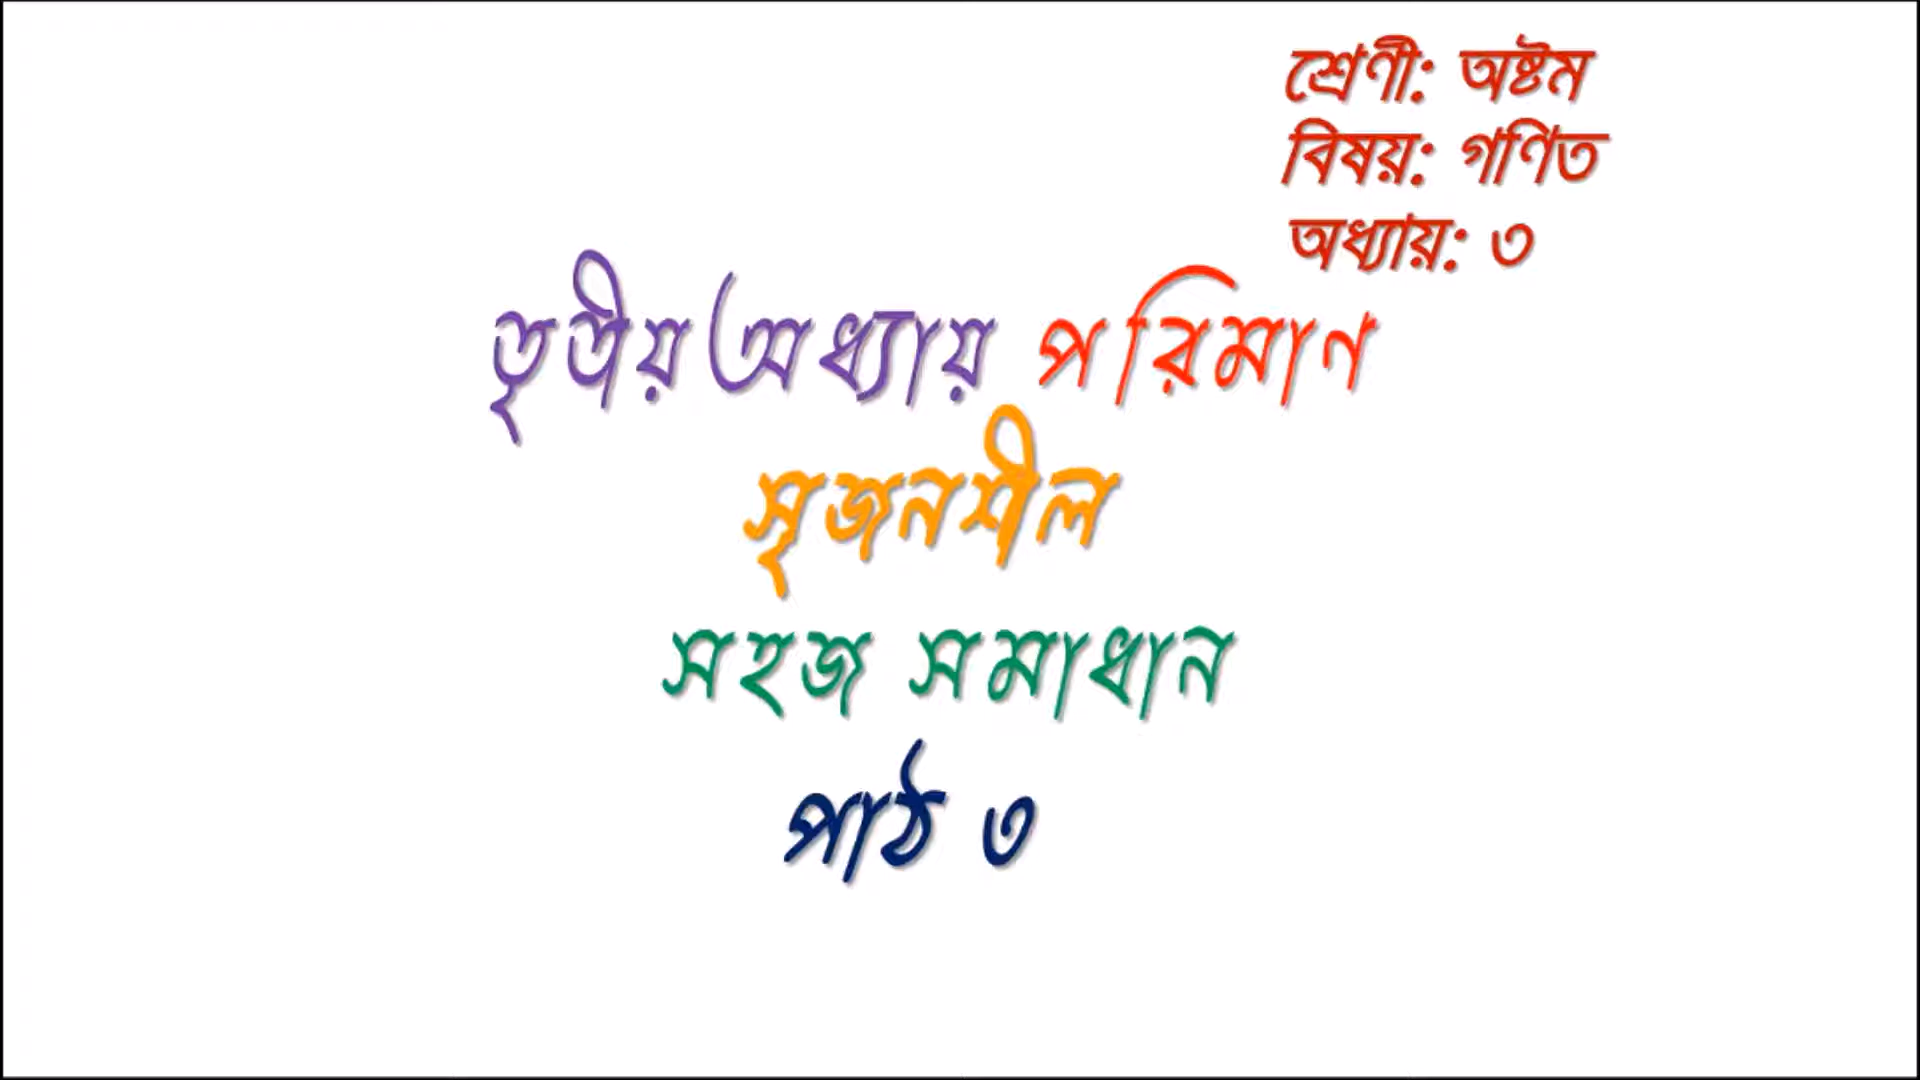 শ্রেণী: অষ্টম
বিষয়: গণিত
অধ্যায়: ৩
তৃতীয় অধ্যায় পরিমাণ
সৃজনশীল
সহজ সমাধান
পাঠ ৩